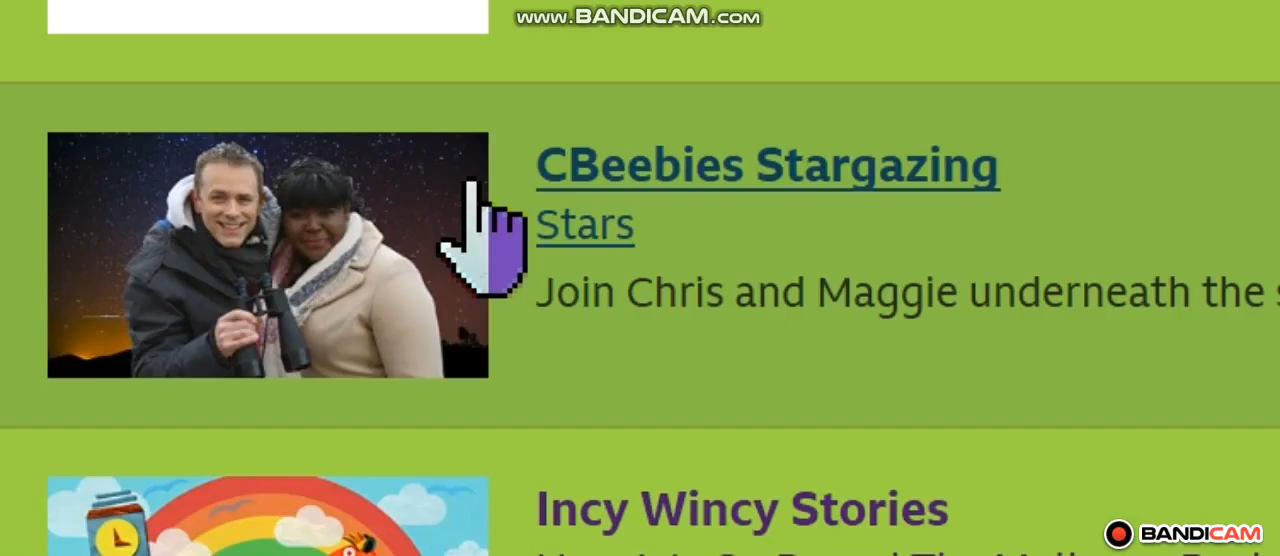 www.BANDICAM.com
CBeebies Stargazing
Stars
Join Chris and Maggie underneath the
Incy Wincy Stories
BANDICAM